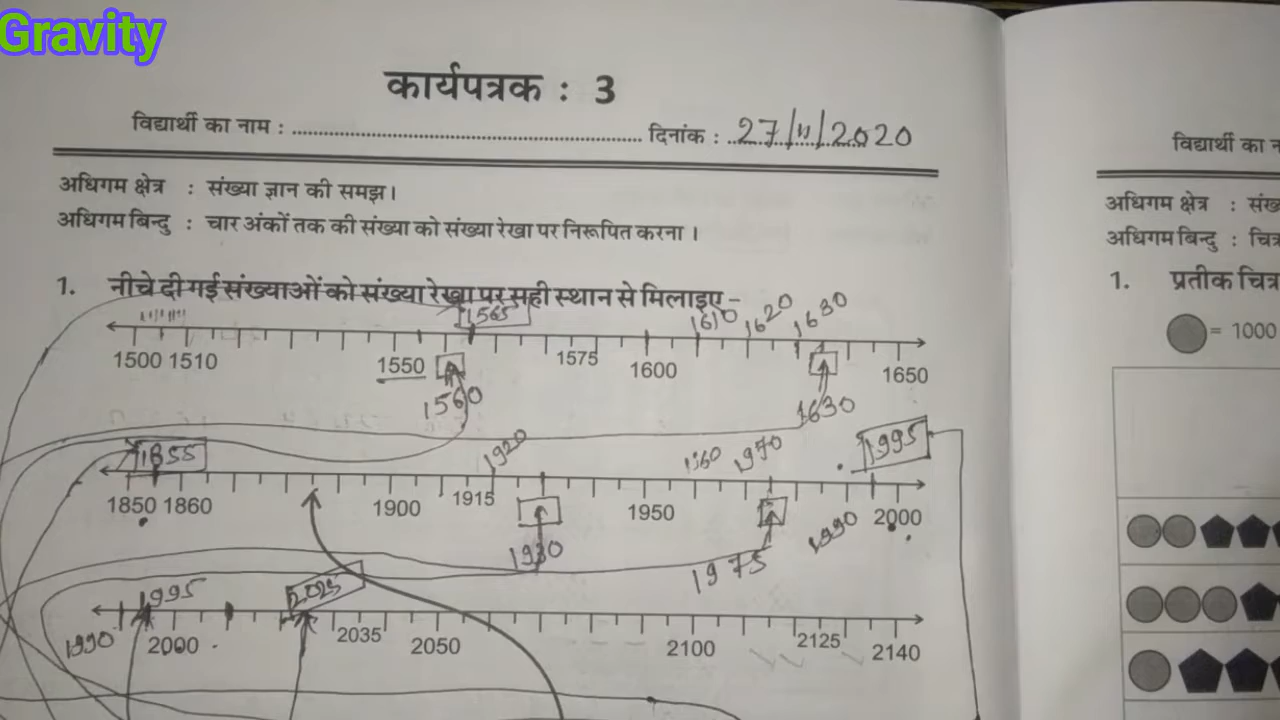 Gravity
कार्यपत्रक : 3
विद्यार्थी का नाम : ........................ दिनांक : 27/11/2020
विद्यार्थी का
अधिगम क्षेत्र : संख्या ज्ञान की समझ।
अधिगम क्षेत्र :
अधिगम बिन्दु : चार अंकों तक की संख्या को संख्या रेखा पर निरूपित करना ।
अधिगम बिन्दु :
1. नीचे दी गई संख्याओं को संख्या रेखा पर सही स्थान से मिलाइए –
1.
प्रतीक
= 1000
1565 1610 1620 1630
1500 1510 1550 1575 1600 1650
1560 1630
1855 1920 1960 1970 1995
1850 1860 1900 1915 1950 1990 2000
1930 1975
1995 2025
1990 2000 2035 2050 2100 2125 2140